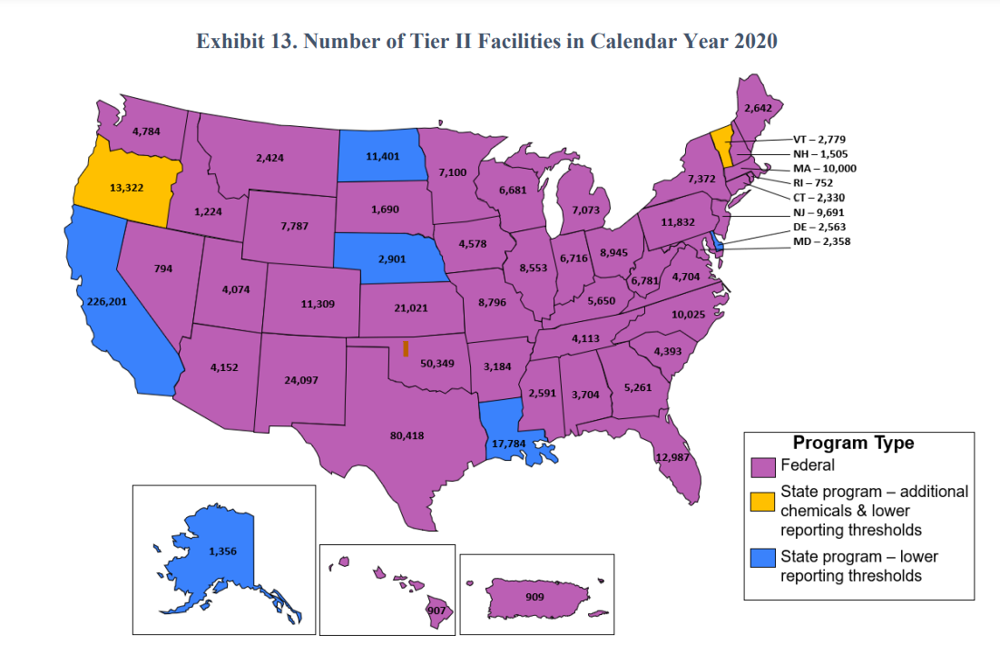 Exhibit 13. Number of Tier II Facilities in Calendar Year 2020
2,642
4,784
VT – 2,779
NH – 1,505
MA – 10,000
RI – 752
CT – 2,330
NJ – 9,691
DE – 2,563
MD – 2,358
2,424
11,401
7,100
7,372
13,322
6,681
1,224
7,787
1,690
7,073
11,832
4,578
794
2,901
8,553
6,716
8,945
6,781
4,704
4,074
226,201
11,309
21,021
8,796
5,650
10,025
4,113
4,152
24,097
50,349
3,184
4,393
2,591
3,704
5,261
80,418
17,784
12,987
Program Type
Federal
State program – additional
chemicals & lower
reporting thresholds
State program – lower
reporting thresholds
1,356
907
909